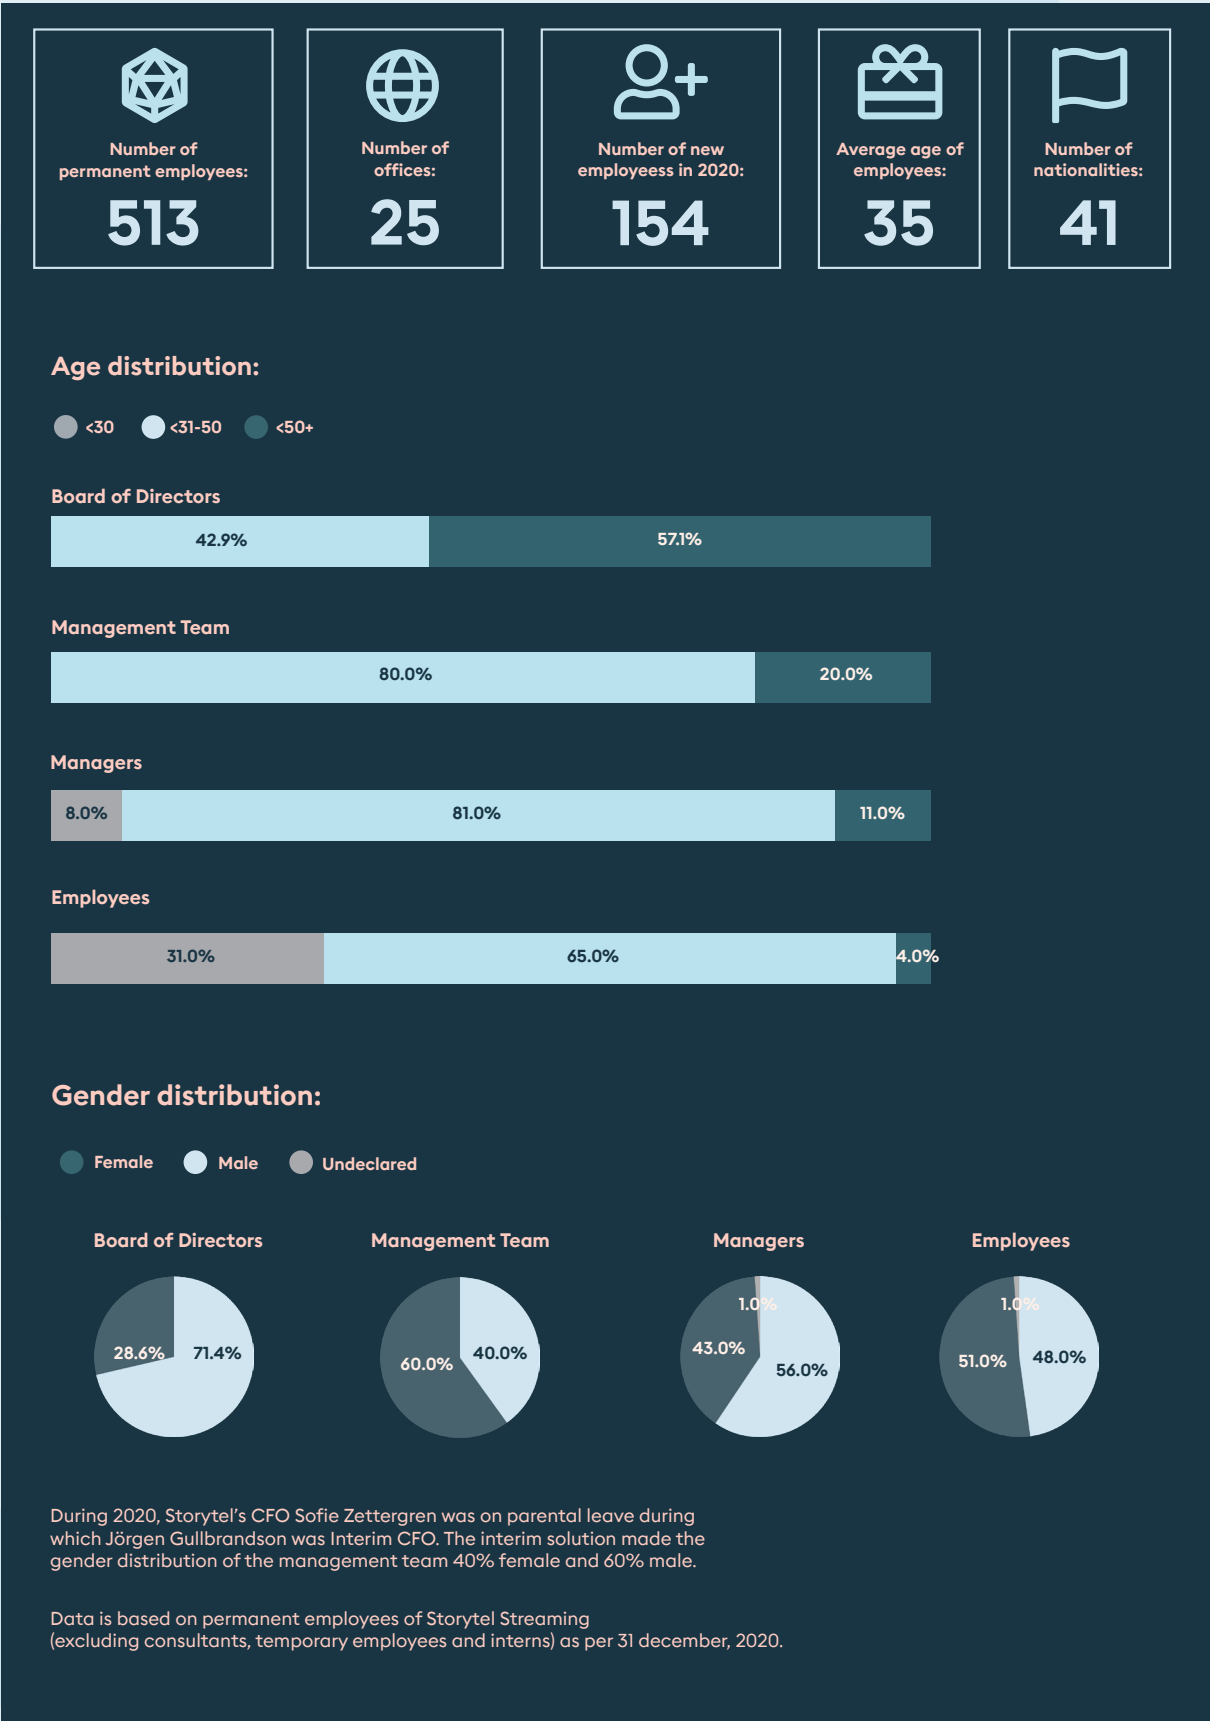 Number of
permanent employees:
513
Number of
offices:
25
Number of new
employeess in 2020:
154
Average age of
employees:
35
Number of
nationalities:
41
Age distribution:
<30 <31-50 <50+
Board of Directors
42.9% 57.1%
Management Team
80.0% 20.0%
Managers
8.0% 81.0% 11.0%
Employees
31.0% 65.0% 4.0%
Gender distribution:
Female Male Undeclared
Board of Directors
28.6% 71.4%
Management Team
60.0% 40.0%
Managers
1.0%
43.0%
56.0%
Employees
1.0%
51.0% 48.0%
During 2020, Storytel’s CFO Sofie Zettergren was on parental leave during
which Jörgen Gullbrandson was Interim CFO. The interim solution made the
gender distribution of the management team 40% female and 60% male.
Data is based on permanent employees of Storytel Streaming
(excluding consultants, temporary employees and interns) as per 31 december, 2020.